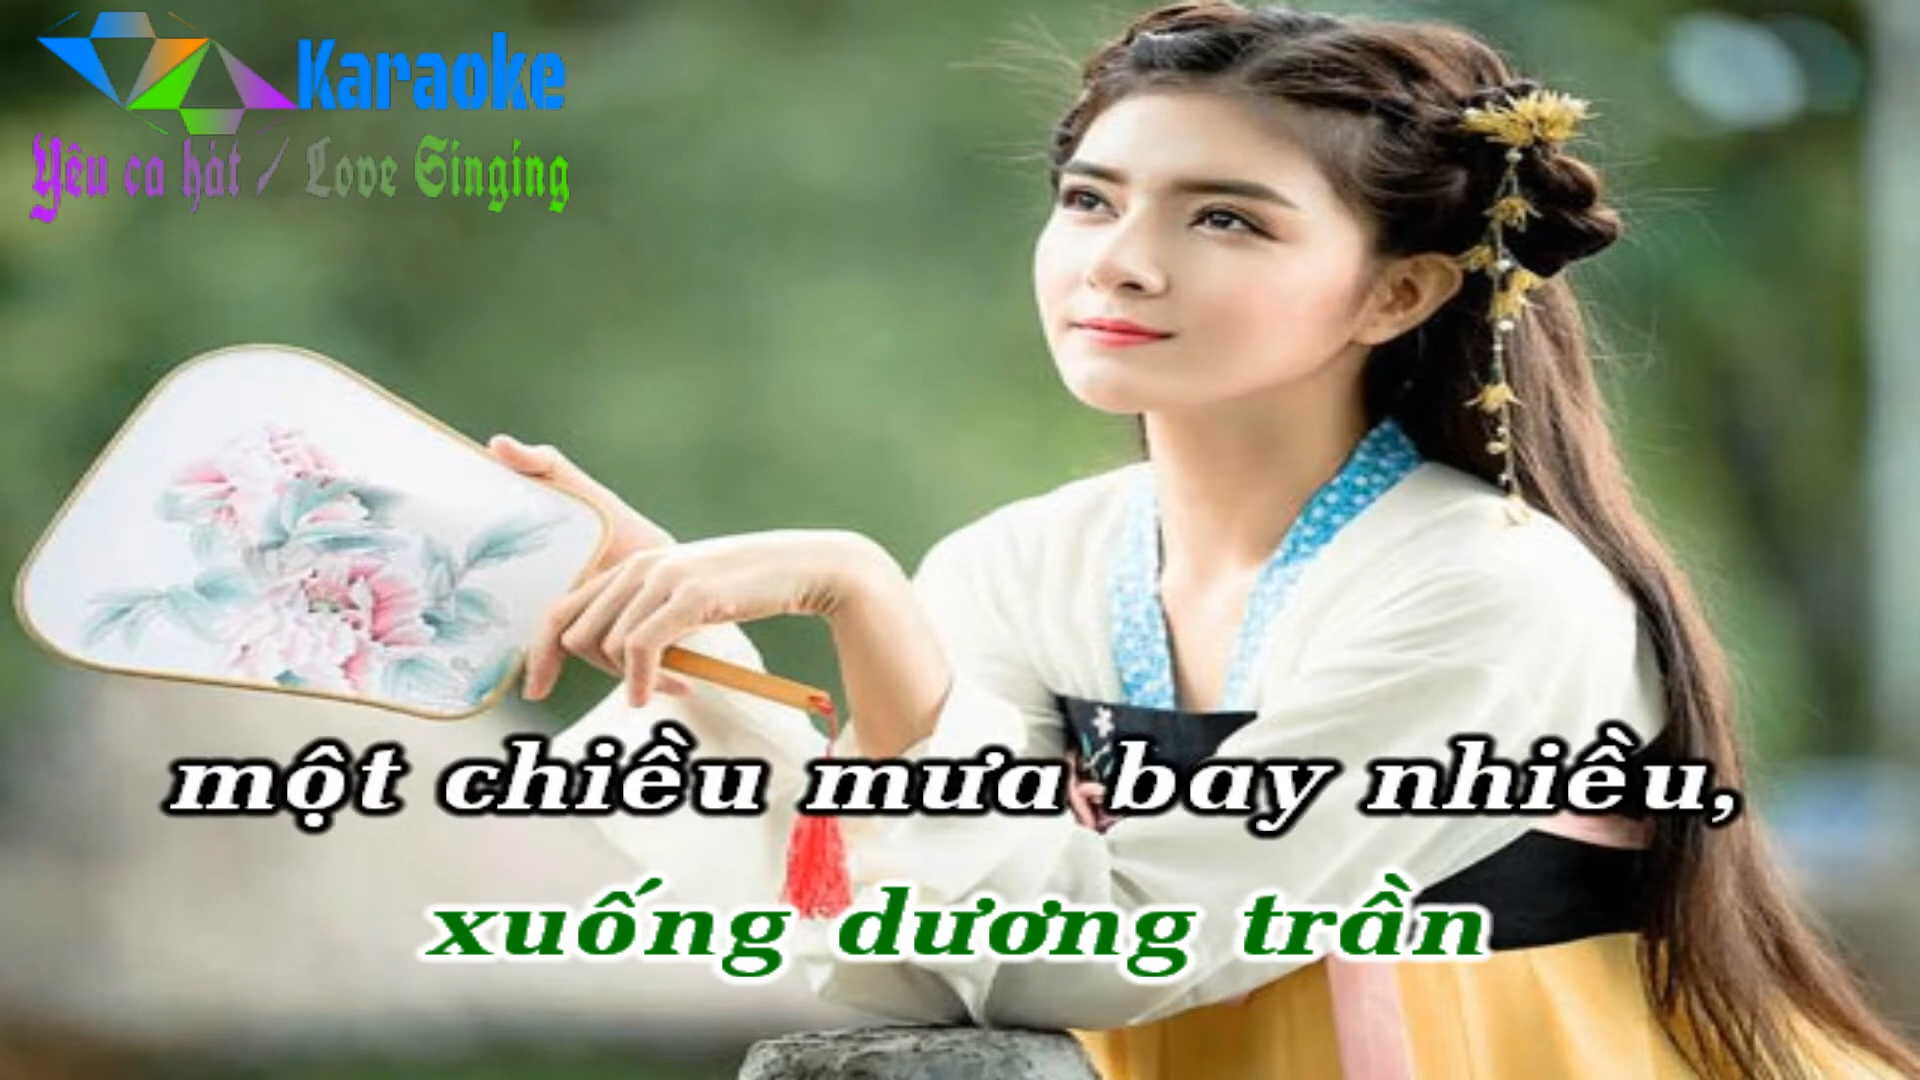 Karaoke
Yêu ca hát / Love Singing
một chiều mưa bay nhiều,
xuống dương trần